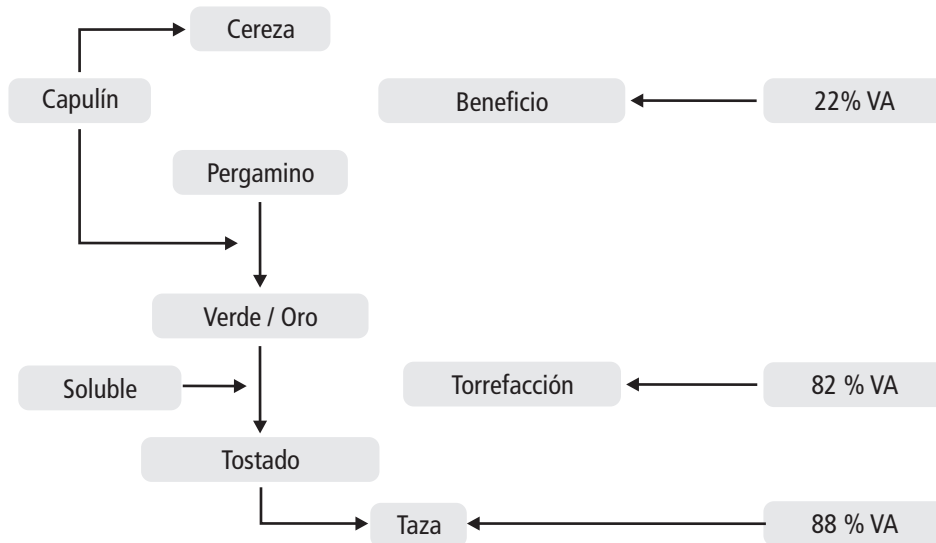 Cereza
Capulín
Beneficio
22% VA
Pergamino
Verde / Oro
Soluble
Torrefacción
82 % VA
Tostado
Taza
88 % VA